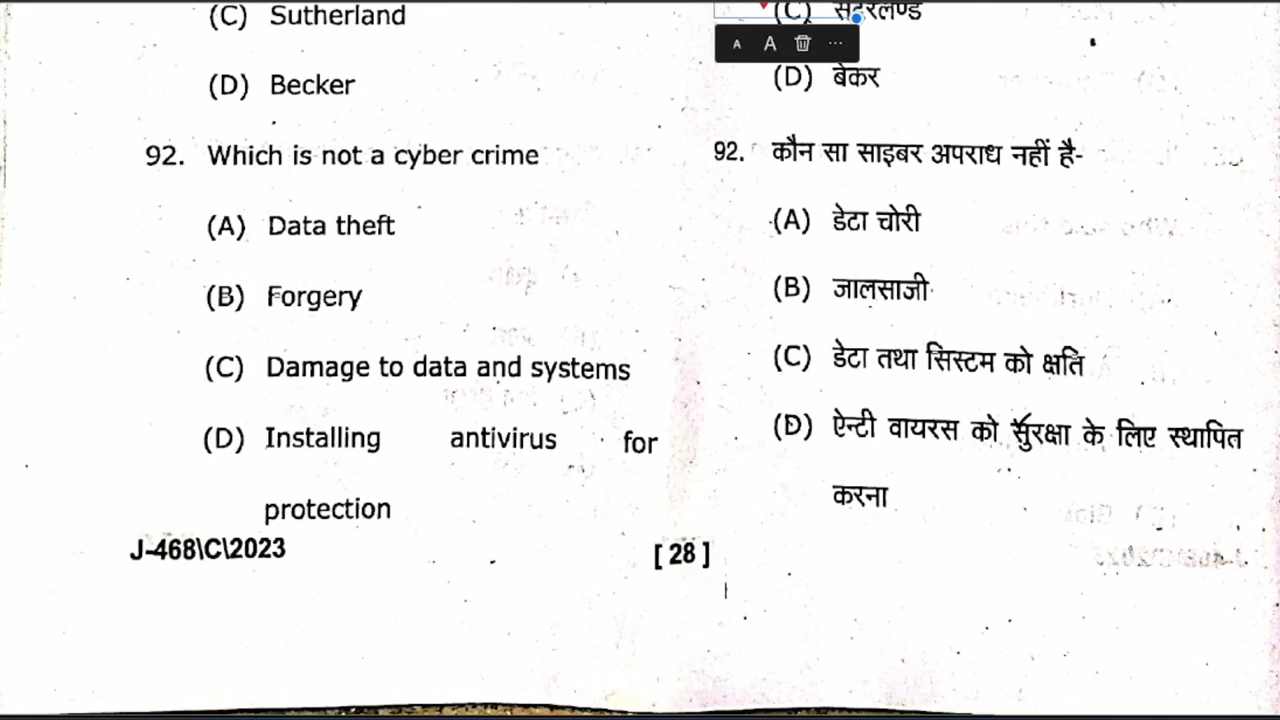 (C) Sutherland
(D) Becker
92. Which is not a cyber crime
(A) Data theft
(B) Forgery
(C) Damage to data and systems
(D) Installing antivirus for
protection
J-468\C\2023
(C) सदरलैण्ड
A A ...
(D) बेकर
92. कौन सा साइबर अपराध नहीं है-
(A) डेटा चोरी
(B) जालसाजी
(C) डेटा तथा सिस्टम को क्षति
(D) ऐन्टी वायरस को सुरक्षा के लिए स्थापित
करना
[ 28 ]